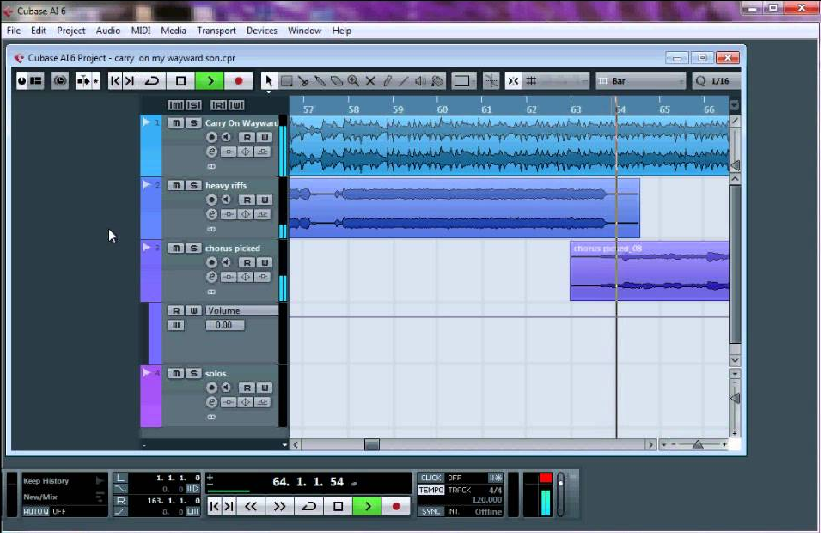 Cubase AI 6
File Edit Project Audio MIDI Media Transport Devices Window Help
Cubase AI6 Project - carry on my wayward son.cpr
Bar
Q 1/16
M S R W
57 58 59 60 61 62 63 64 65 66
1 M S Carry On Wayward
R W
e
2 M S heavy riffs
R W
e
3 M S chorus picked
R W
e
chorus picked_08
R W Volume
0.00
4 M S solos
R W
e
Keep History
New/Mix
AUTO Q OFF
L 1. 1. 1. 0
0. 0
R 163. 1. 1. 0
0. 0
64. 1. 1. 54
CLICK OFF
TEMPO TRACK 4/4
120.000
SYNC INT. Offline